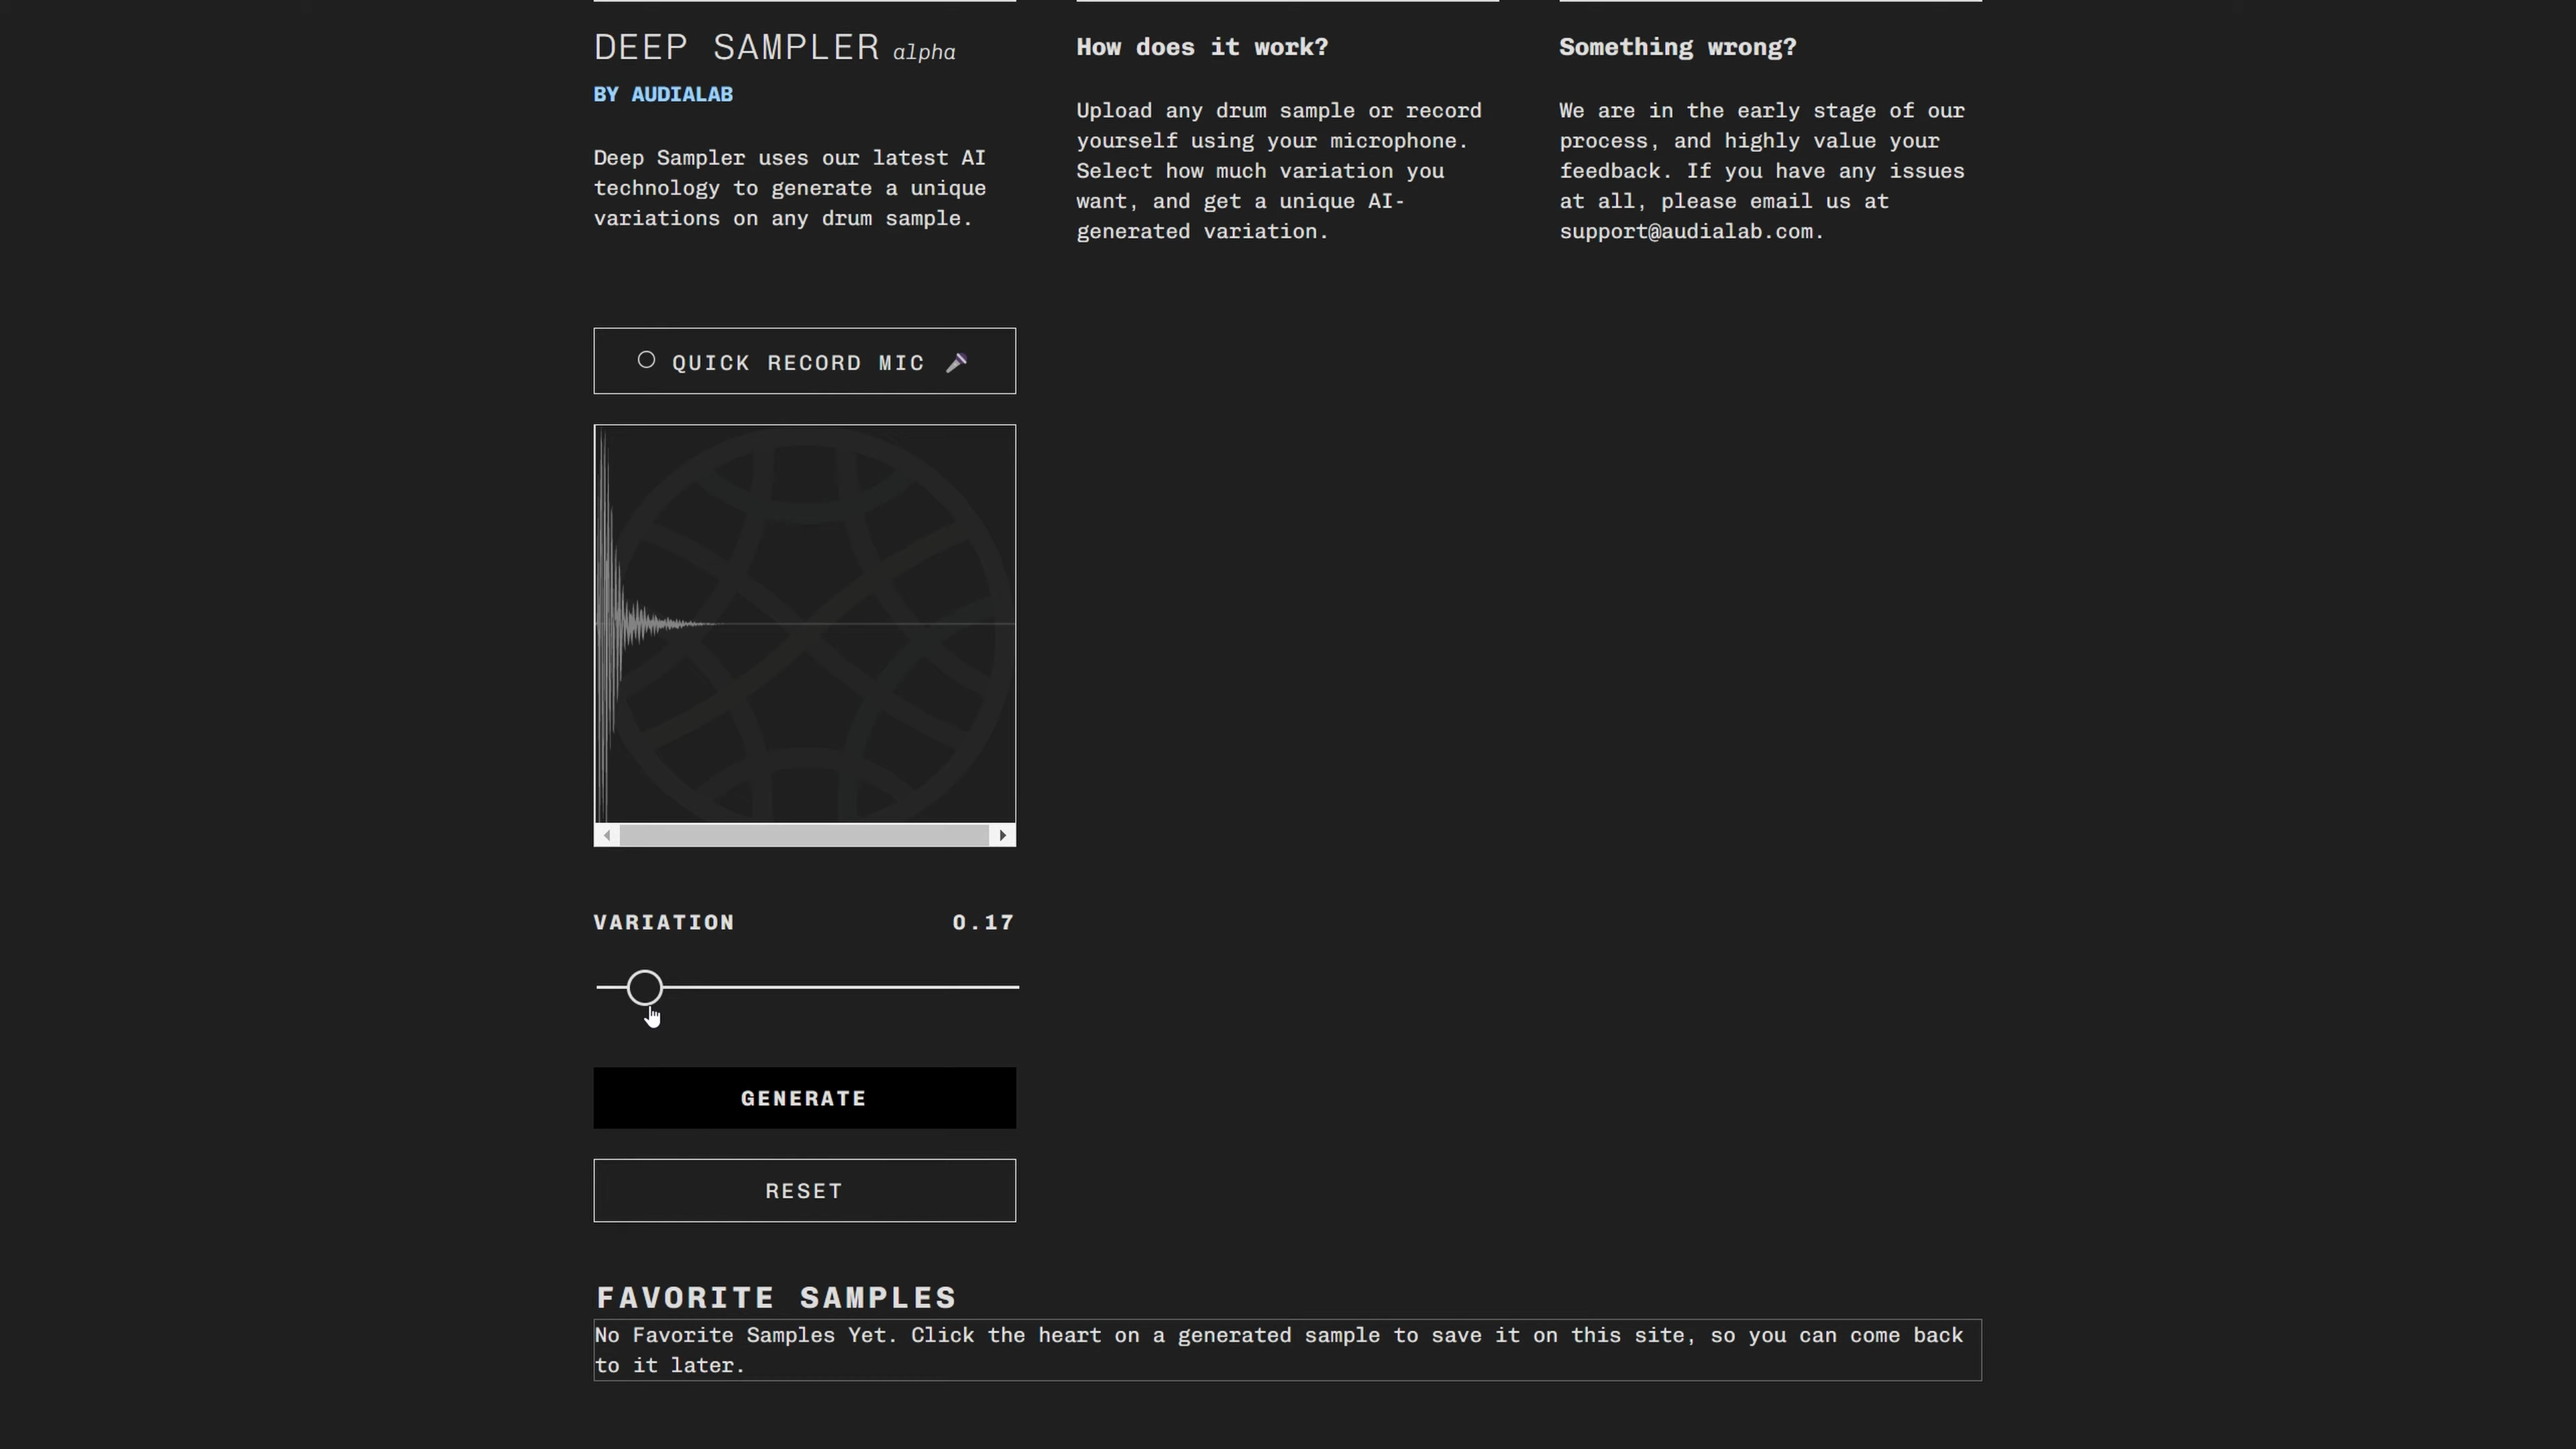 DEEP SAMPLER alpha
BY AUDIALAB
Deep Sampler uses our latest AI
technology to generate a unique
variations on any drum sample.
How does it work?
Upload any drum sample or record
yourself using your microphone.
Select how much variation you
want, and get a unique AI-
generated variation.
Something wrong?
We are in the early stage of our
process, and highly value your
feedback. If you have any issues
at all, please email us at
support@audialab.com.
QUICK RECORD MIC
VARIATION 0.17
GENERATE
RESET
FAVORITE SAMPLES
No Favorite Samples Yet. Click the heart on a generated sample to save it on this site, so you can come back
to it later.